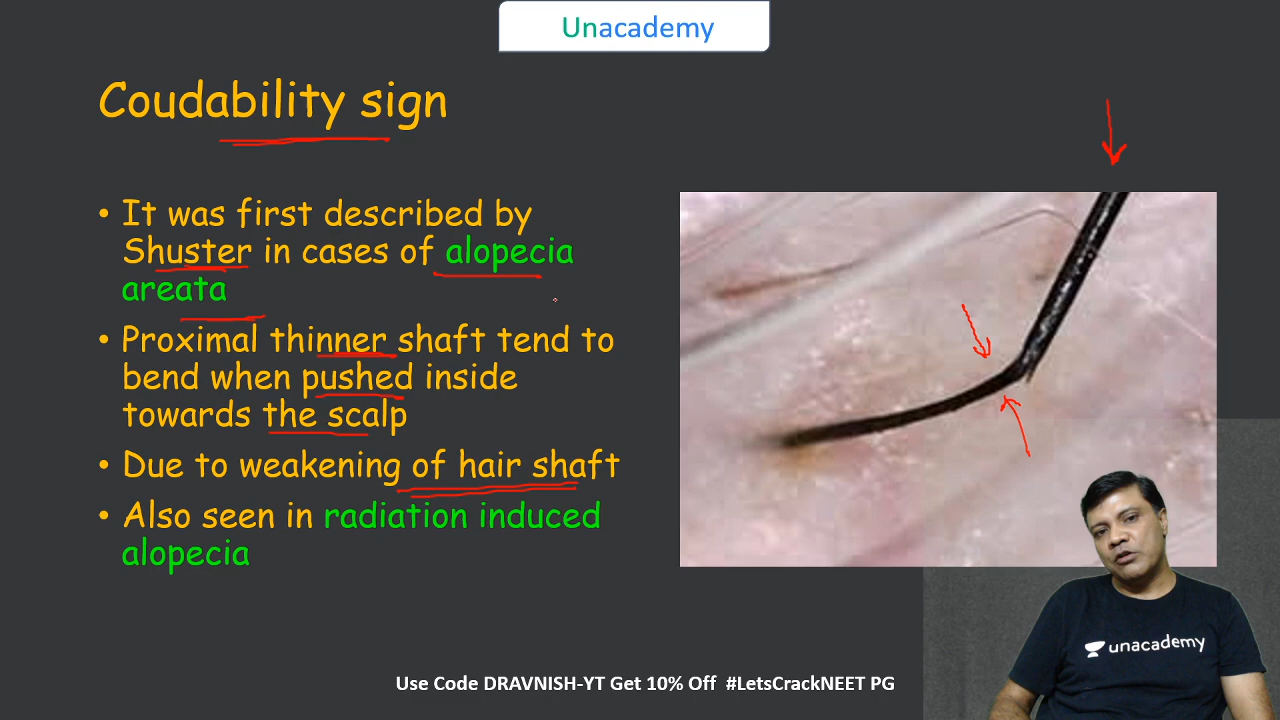 Unacademy
Coudability sign
• It was first described by
Shuster in cases of alopecia
areata
• Proximal thinner shaft tend to
bend when pushed inside
towards the scalp
• Due to weakening of hair shaft
• Also seen in radiation induced
alopecia
unacademy
Use Code DRAVNISH-YT Get 10% Off #LetsCrackNEET PG